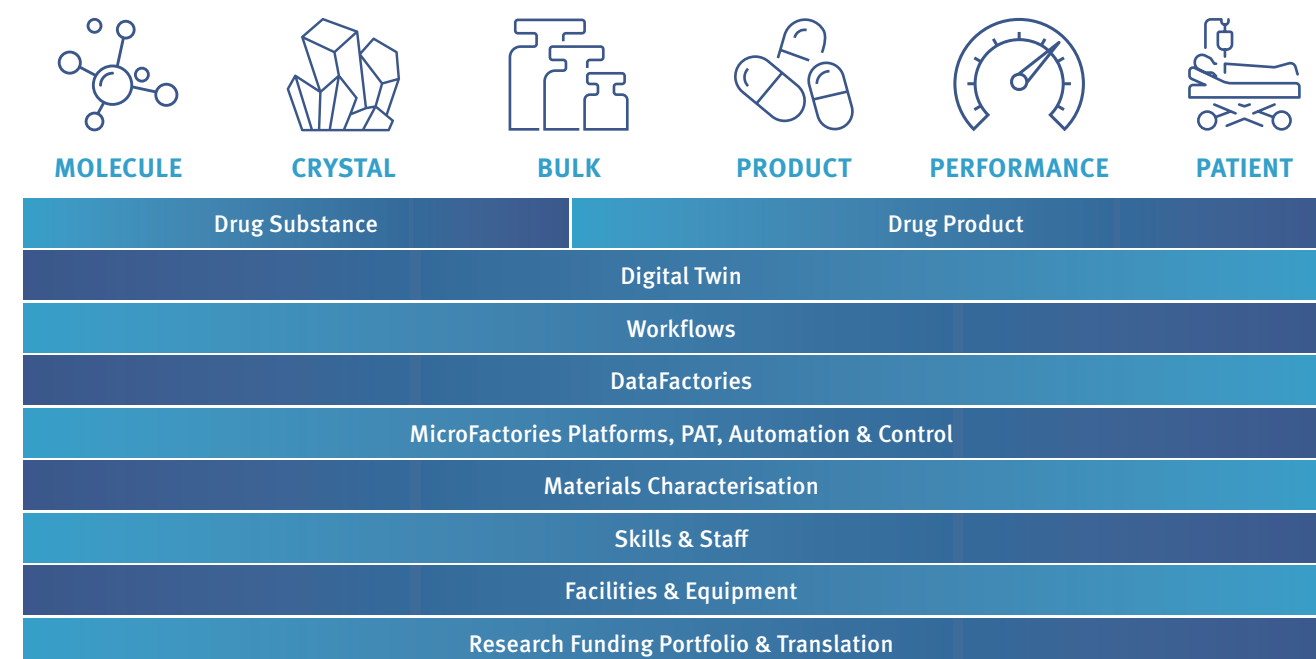 MOLECULE CRYSTAL BULK PRODUCT PERFORMANCE PATIENT
Drug Substance Drug Product
Digital Twin
Workflows
DataFactories
MicroFactories Platforms, PAT, Automation & Control
Materials Characterisation
Skills & Staff
Facilities & Equipment
Research Funding Portfolio & Translation